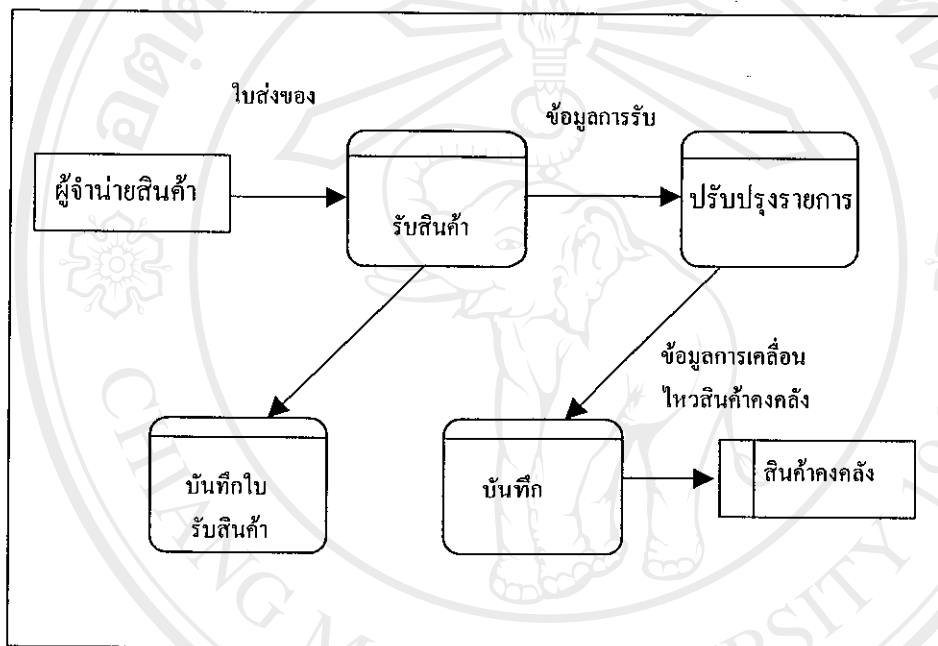 ใบส่งของ
ข้อมูลการรับ
ผู้จำน่ายสินค้า
รับสินค้า
ปรับปรุงรายการ
ข้อมูลการเคลื่อน
ไหวสินค้าคงคลัง
บันทึกใบ
รับสินค้า
บันทึก
สินค้าคงคลัง